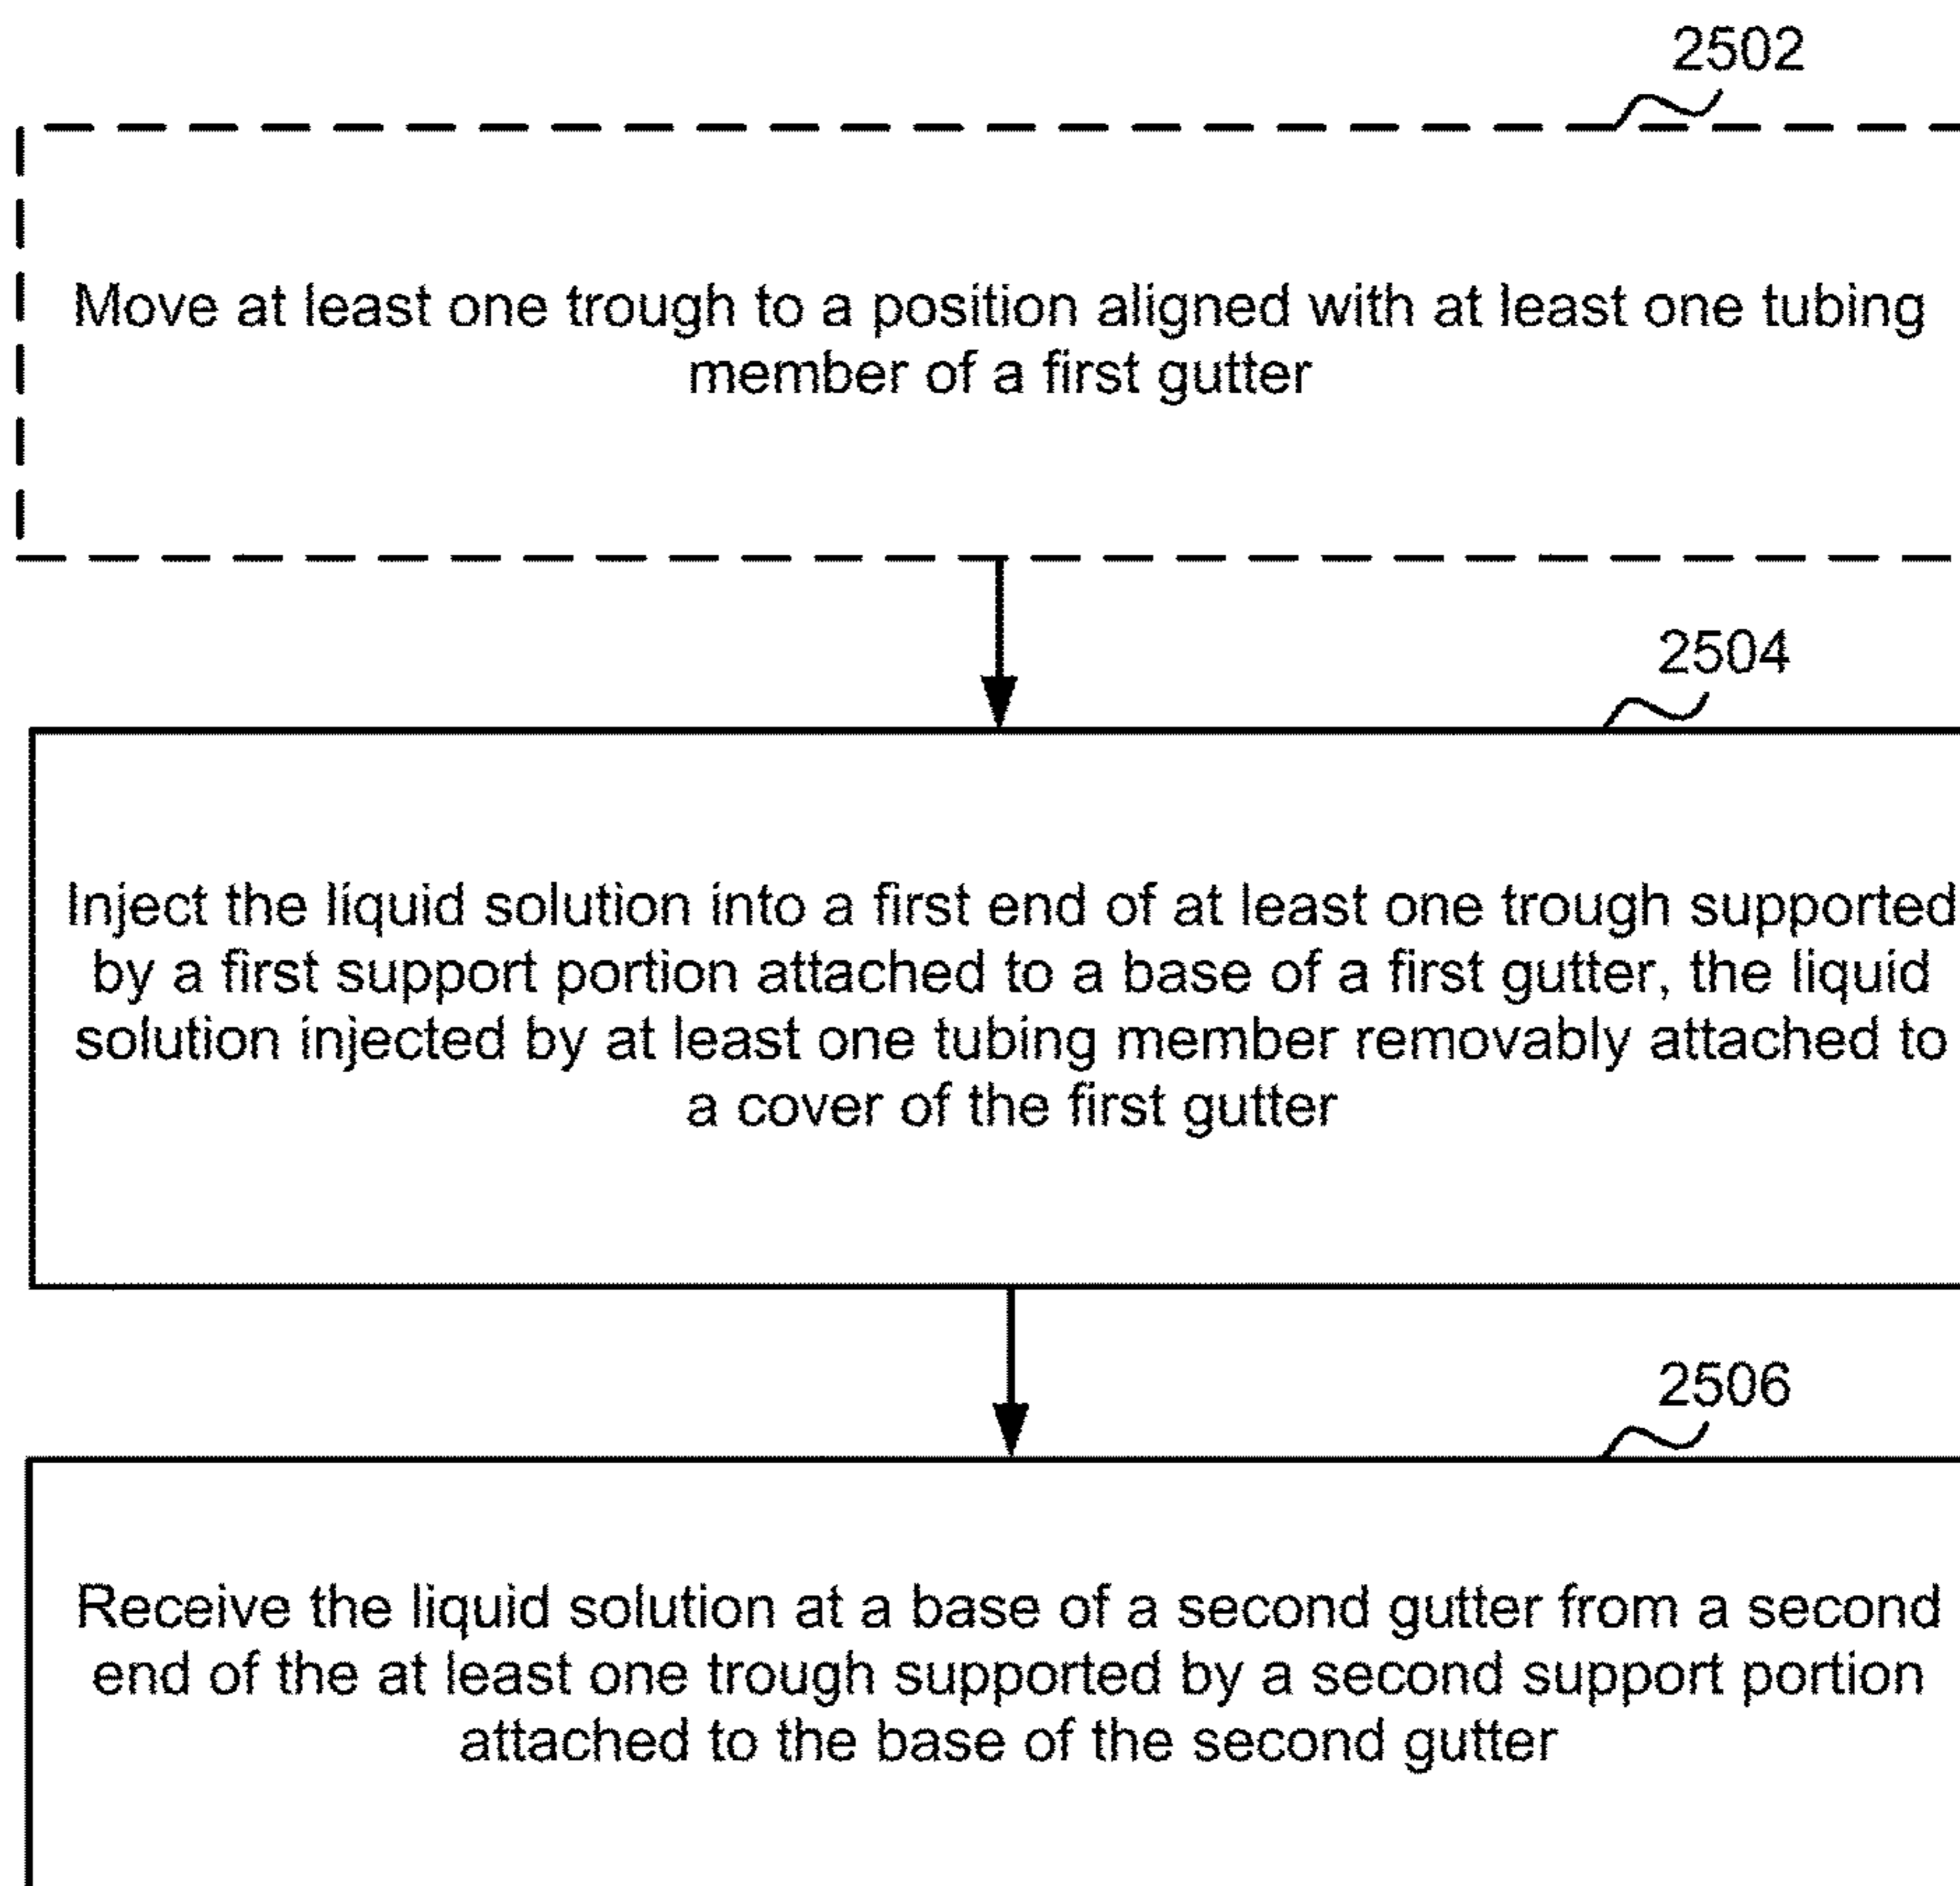 2502
Move at least one trough to a position aligned with at least one tubing
member of a first gutter
2504
Inject the liquid solution into a first end of at least one trough supported
by a first support portion attached to a base of a first gutter, the liquid
solution injected by at least one tubing member removably attached to
a cover of the first gutter
2506
Receive the liquid solution at a base of a second gutter from a second
end of the at least one trough supported by a second support portion
attached to the base of the second gutter